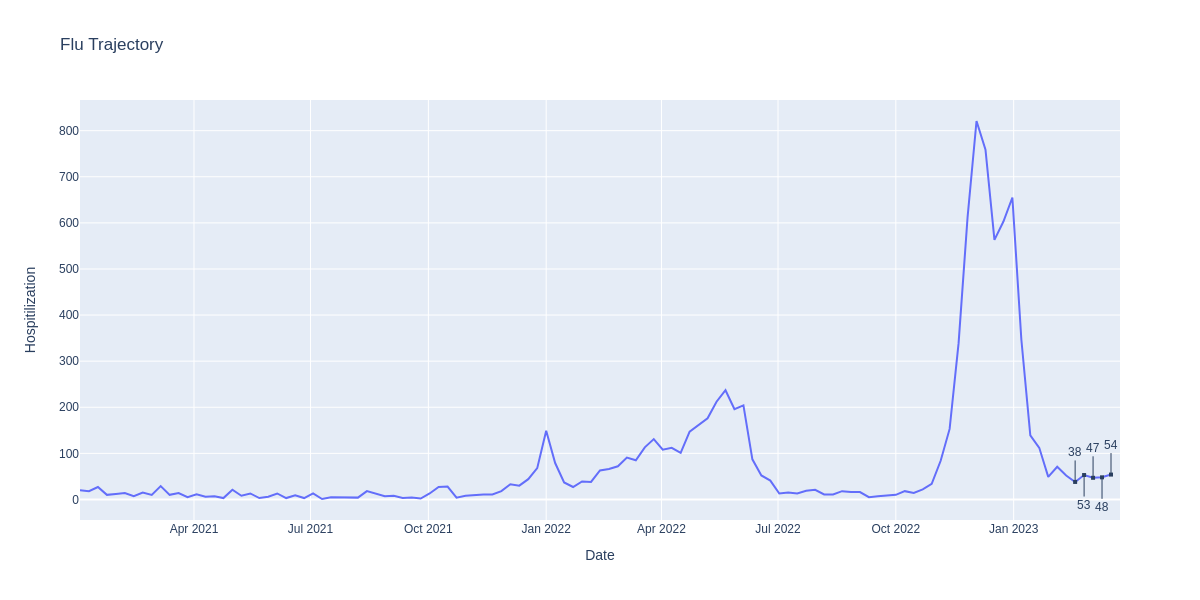 Flu Trajectory
Hospitilization
800
700
600
500
400
300
200
100
0
38
47
54
53
48
Apr 2021
Jul 2021
Oct 2021
Jan 2022
Apr 2022
Jul 2022
Oct 2022
Jan 2023
Date